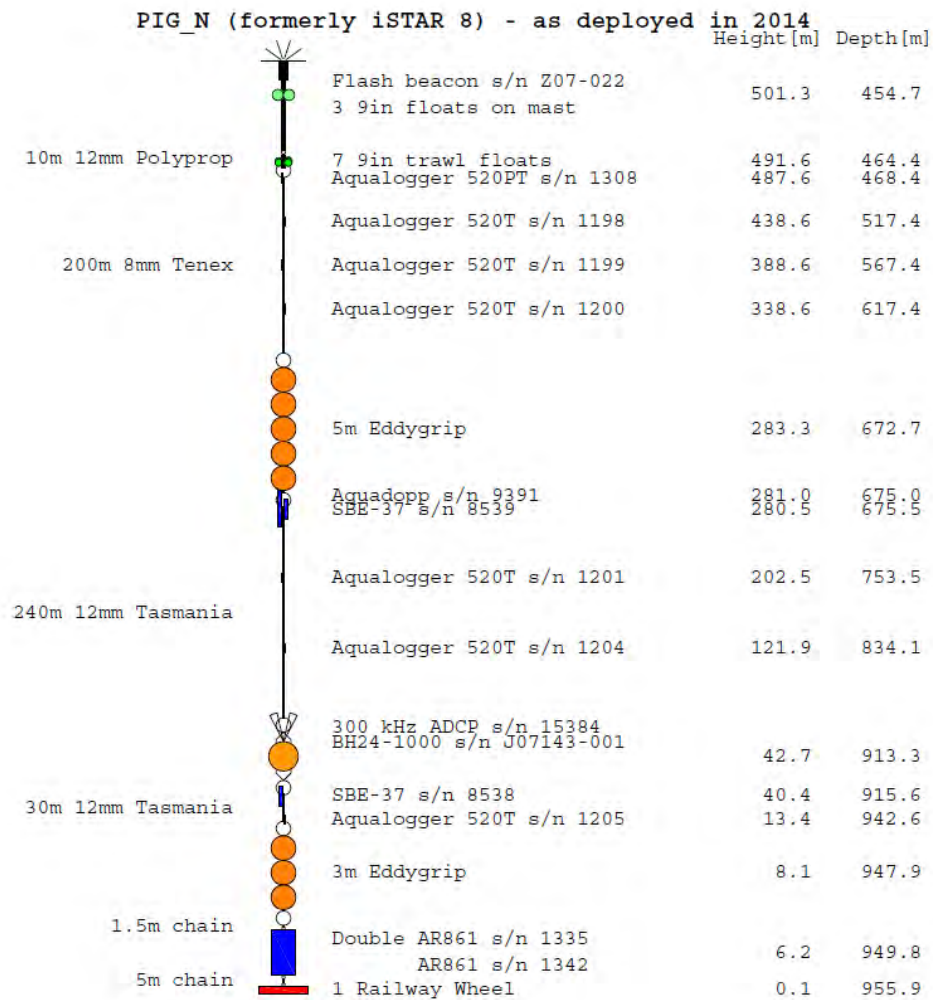 PIG_N (formerly iSTAR 8) - as deployed in 2014
Height[m] Depth[m]
Flash beacon s/n Z07-022
3 9in floats on mast 501.3 454.7
10m 12mm Polyprop 7 9in trawl floats 491.6 464.4
Aqualogger 520PT s/n 1308 487.6 468.4
Aqualogger 520T s/n 1198 438.6 517.4
200m 8mm Tenex Aqualogger 520T s/n 1199 388.6 567.4
Aqualogger 520T s/n 1200 338.6 617.4
5m Eddygrip 283.3 672.7
Aquadopp s/n 9391 281.0 675.0
SBE-37 s/n 8539 280.5 675.5
Aqualogger 520T s/n 1201 202.5 753.5
240m 12mm Tasmania
Aqualogger 520T s/n 1204 121.9 834.1
300 kHz ADCP s/n 15384
BH24-1000 s/n J07143-001
42.7 913.3
SBE-37 s/n 8538 40.4 915.6
30m 12mm Tasmania
Aqualogger 520T s/n 1205 13.4 942.6
3m Eddygrip 8.1 947.9
1.5m chain
Double AR861 s/n 1335
6.2 949.8
AR861 s/n 1342
5m chain
1 Railway Wheel 0.1 955.9